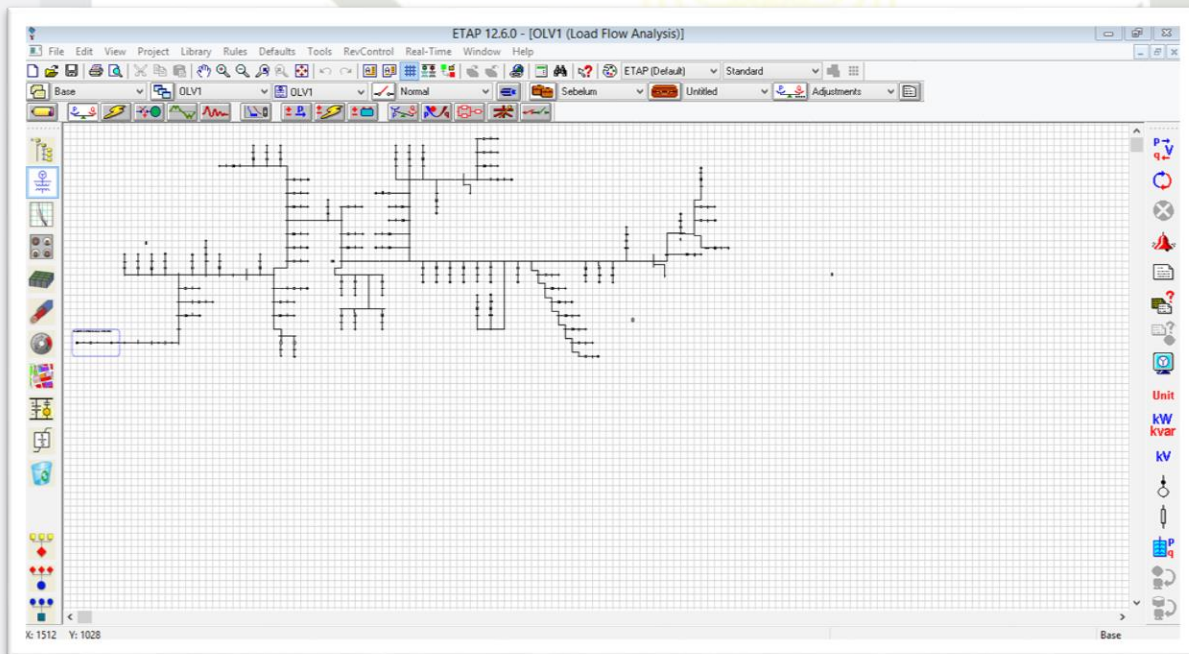 ETAP 12.6.0 - [OLV1 (Load Flow Analysis)]
File Edit View Project Library Rules Defaults Tools RevControl Real-Time Window Help
ETAP (Default) Standard
Base OLV1 OLV1 Normal Sebelum Untitled Adjustments
P V
q
Unit
kW
kvar
kV
P
q
X: 1512 Y: 1028 Base